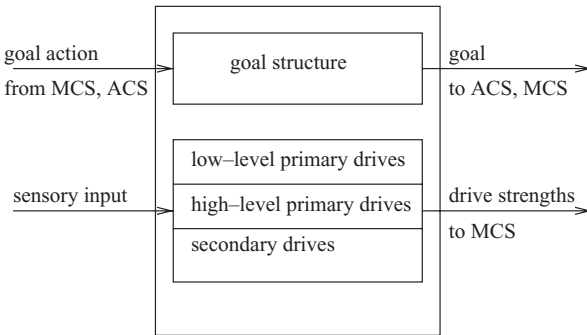 goal action
from MCS, ACS
goal structure
goal
to ACS, MCS
low–level primary drives
sensory input
high–level primary drives
drive strengths
to MCS
secondary drives